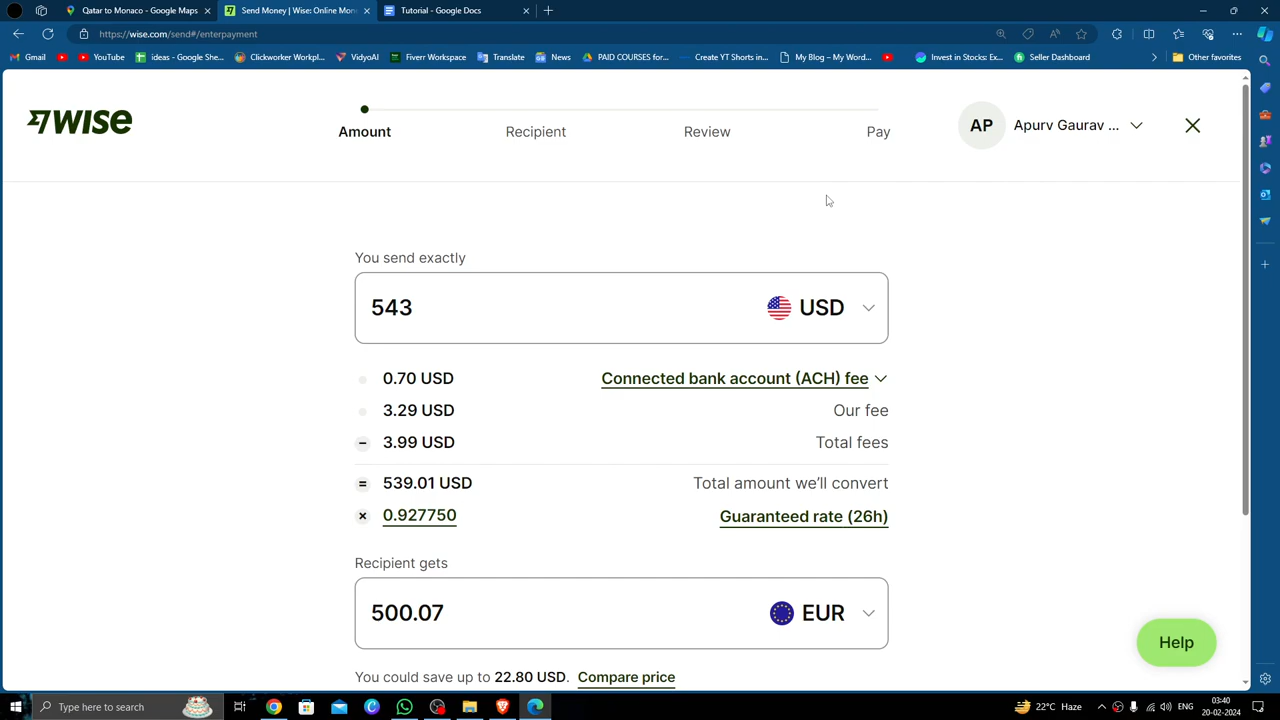 Qatar to Monaco - Google Maps
Send Money | Wise: Online Mone
Tutorial - Google Docs
https://wise.com/send#/enterpayment
Gmail
YouTube
ideas - Google She...
Clickworker Workpl...
VidyoAI
Fiverr Workspace
Translate
News
PAID COURSES for...
Create YT Shorts in...
My Blog – My Word...
Invest in Stocks: Ex...
Seller Dashboard
Other favorites
WISE
Amount
Recipient
Review
Pay
AP
Apurv Gaurav ...
You send exactly
543
USD
0.70 USD
Connected bank account (ACH) fee
3.29 USD
Our fee
– 3.99 USD
Total fees
= 539.01 USD
Total amount we'll convert
× 0.927750
Guaranteed rate (26h)
Recipient gets
500.07
EUR
You could save up to 22.80 USD. Compare price
Help
Type here to search
22°C Haze
ENG
03:40
20-02-2024